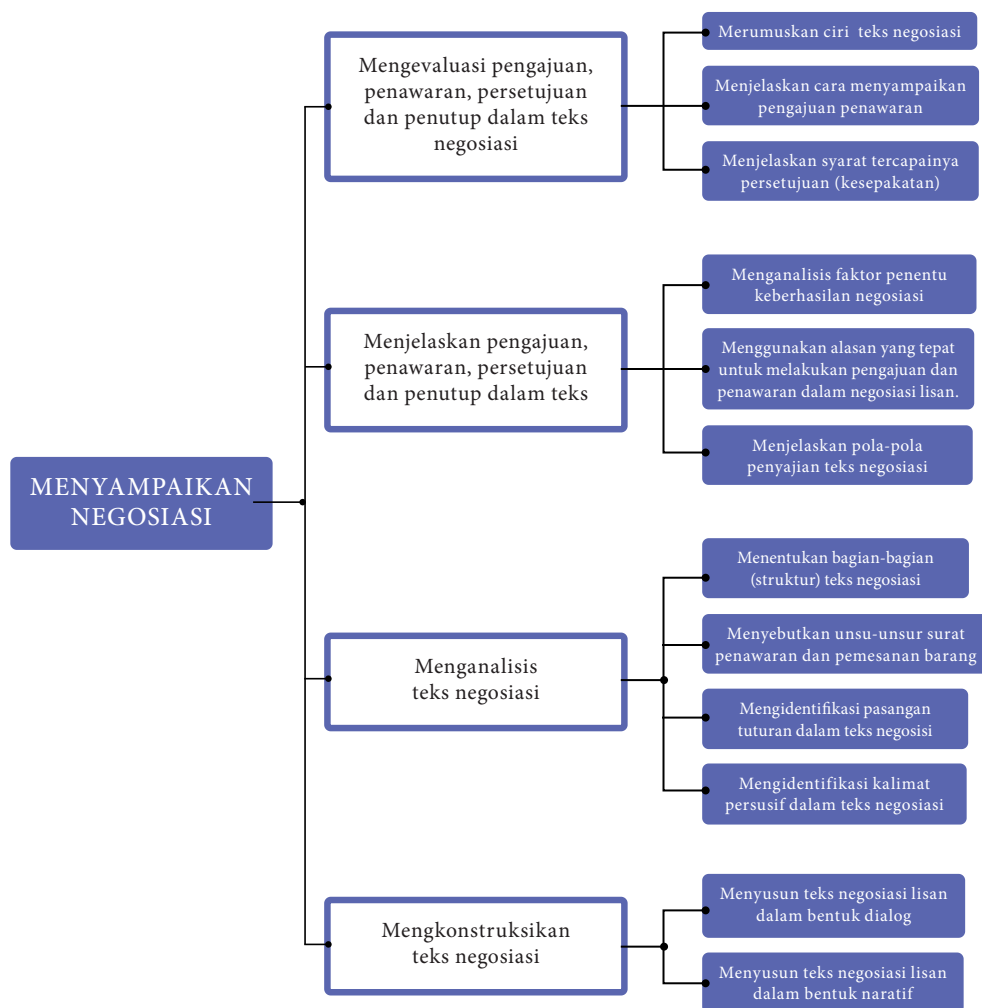 MENYAMPAIKAN
NEGOSIASI
Mengevaluasi pengajuan,
penawaran, persetujuan
dan penutup dalam teks
negosiasi
Merumuskan ciri teks negosiasi
Menjelaskan cara menyampaikan
pengajuan penawaran
Menjelaskan syarat tercapainya
persetujuan (kesepakatan)
Menjelaskan pengajuan,
penawaran, persetujuan
dan penutup dalam teks
Menganalisis faktor penentu
keberhasilan negosiasi
Menggunakan alasan yang tepat
untuk melakukan pengajuan dan
penawaran dalam negosiasi lisan.
Menjelaskan pola-pola
penyajian teks negosiasi
Menganalisis
teks negosiasi
Menentukan bagian-bagian
(struktur) teks negosiasi
Menyebutkan unsu-unsur surat
penawaran dan pemesanan barang
Mengidentifikasi pasangan
tuturan dalam teks negosisi
Mengidentifikasi kalimat
persusif dalam teks negosiasi
Mengkonstruksikan
teks negosiasi
Menyusun teks negosiasi lisan
dalam bentuk dialog
Menyusun teks negosiasi lisan
dalam bentuk naratif